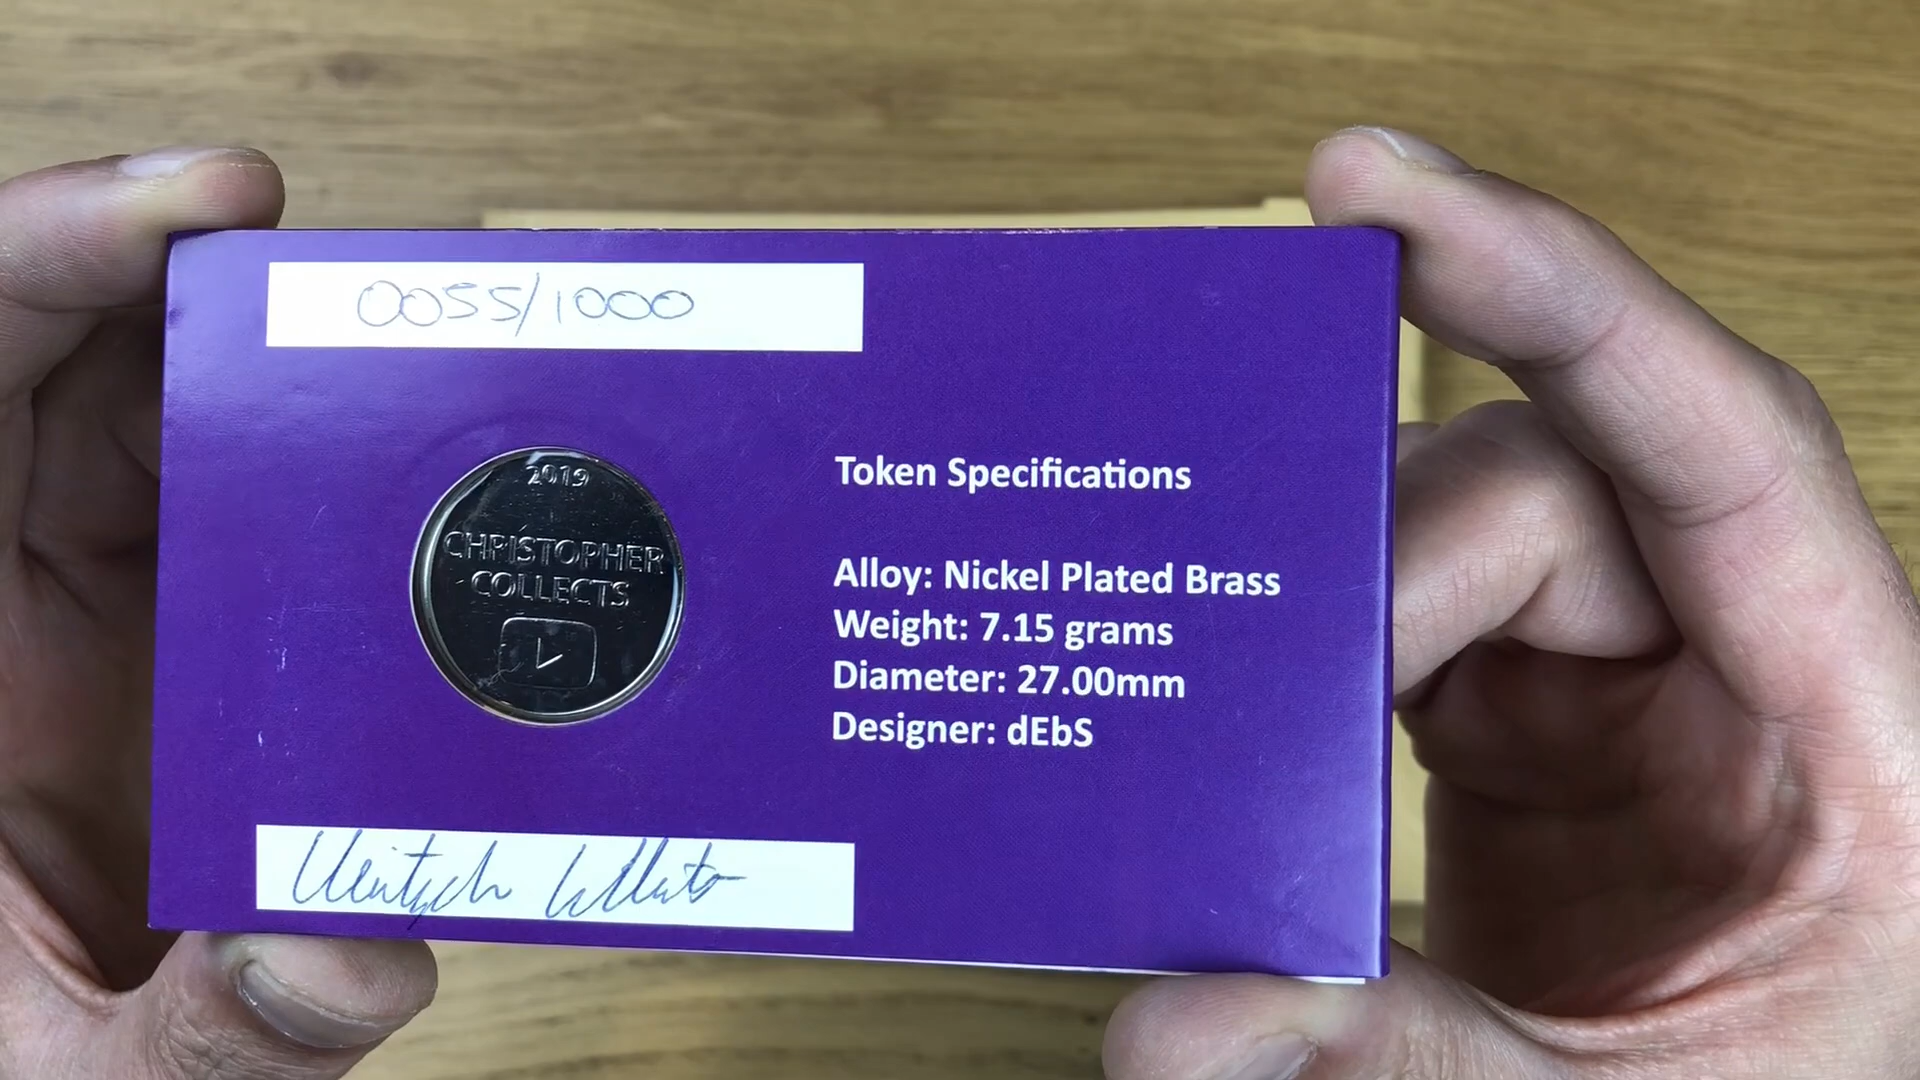 0055/1000
2019
CHRISTOPHER
COLLECTS
Token Specifications
Alloy: Nickel Plated Brass
Weight: 7.15 grams
Diameter: 27.00mm
Designer: dEbS